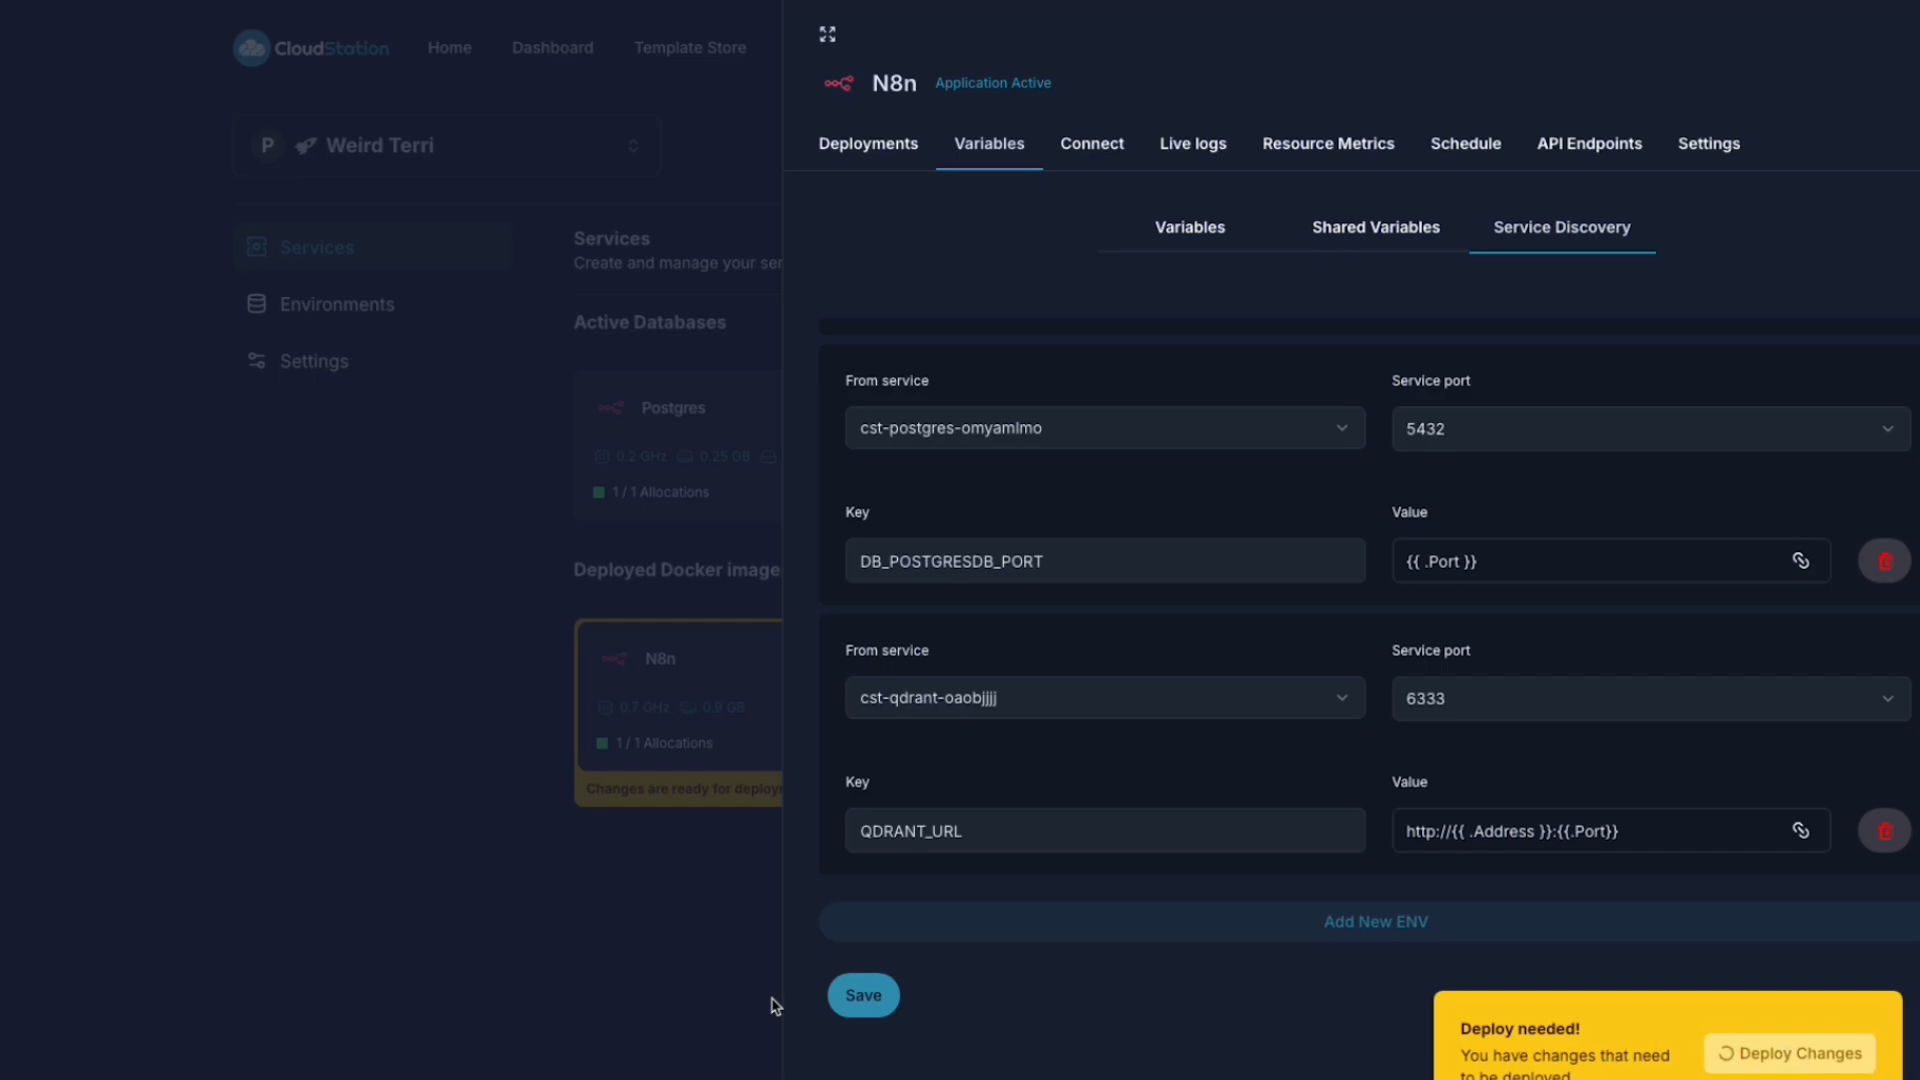 CloudStation
Home
Dashboard
Template Store
P
Weird Terri
Services
Environments
Settings
Services
Create and manage your ser
Active Databases
Postgres
0.2 GHz
0.25 GB
1 / 1 Allocations
Deployed Docker image
N8n
0.7 GHz
0.9 GB
1 / 1 Allocations
Changes are ready for deploy
N8n
Application Active
Deployments
Variables
Connect
Live logs
Resource Metrics
Schedule
API Endpoints
Settings
Variables
Shared Variables
Service Discovery
From service
Service port
cst-postgres-omyamlmo
5432
Key
Value
DB_POSTGRESDB_PORT
{{ .Port }}
From service
Service port
cst-qdrant-oaobjjjj
6333
Key
Value
QDRANT_URL
http://{{ .Address }}:{{.Port}}
Add New ENV
Save
Deploy needed!
You have changes that need
to be deployed
Deploy Changes